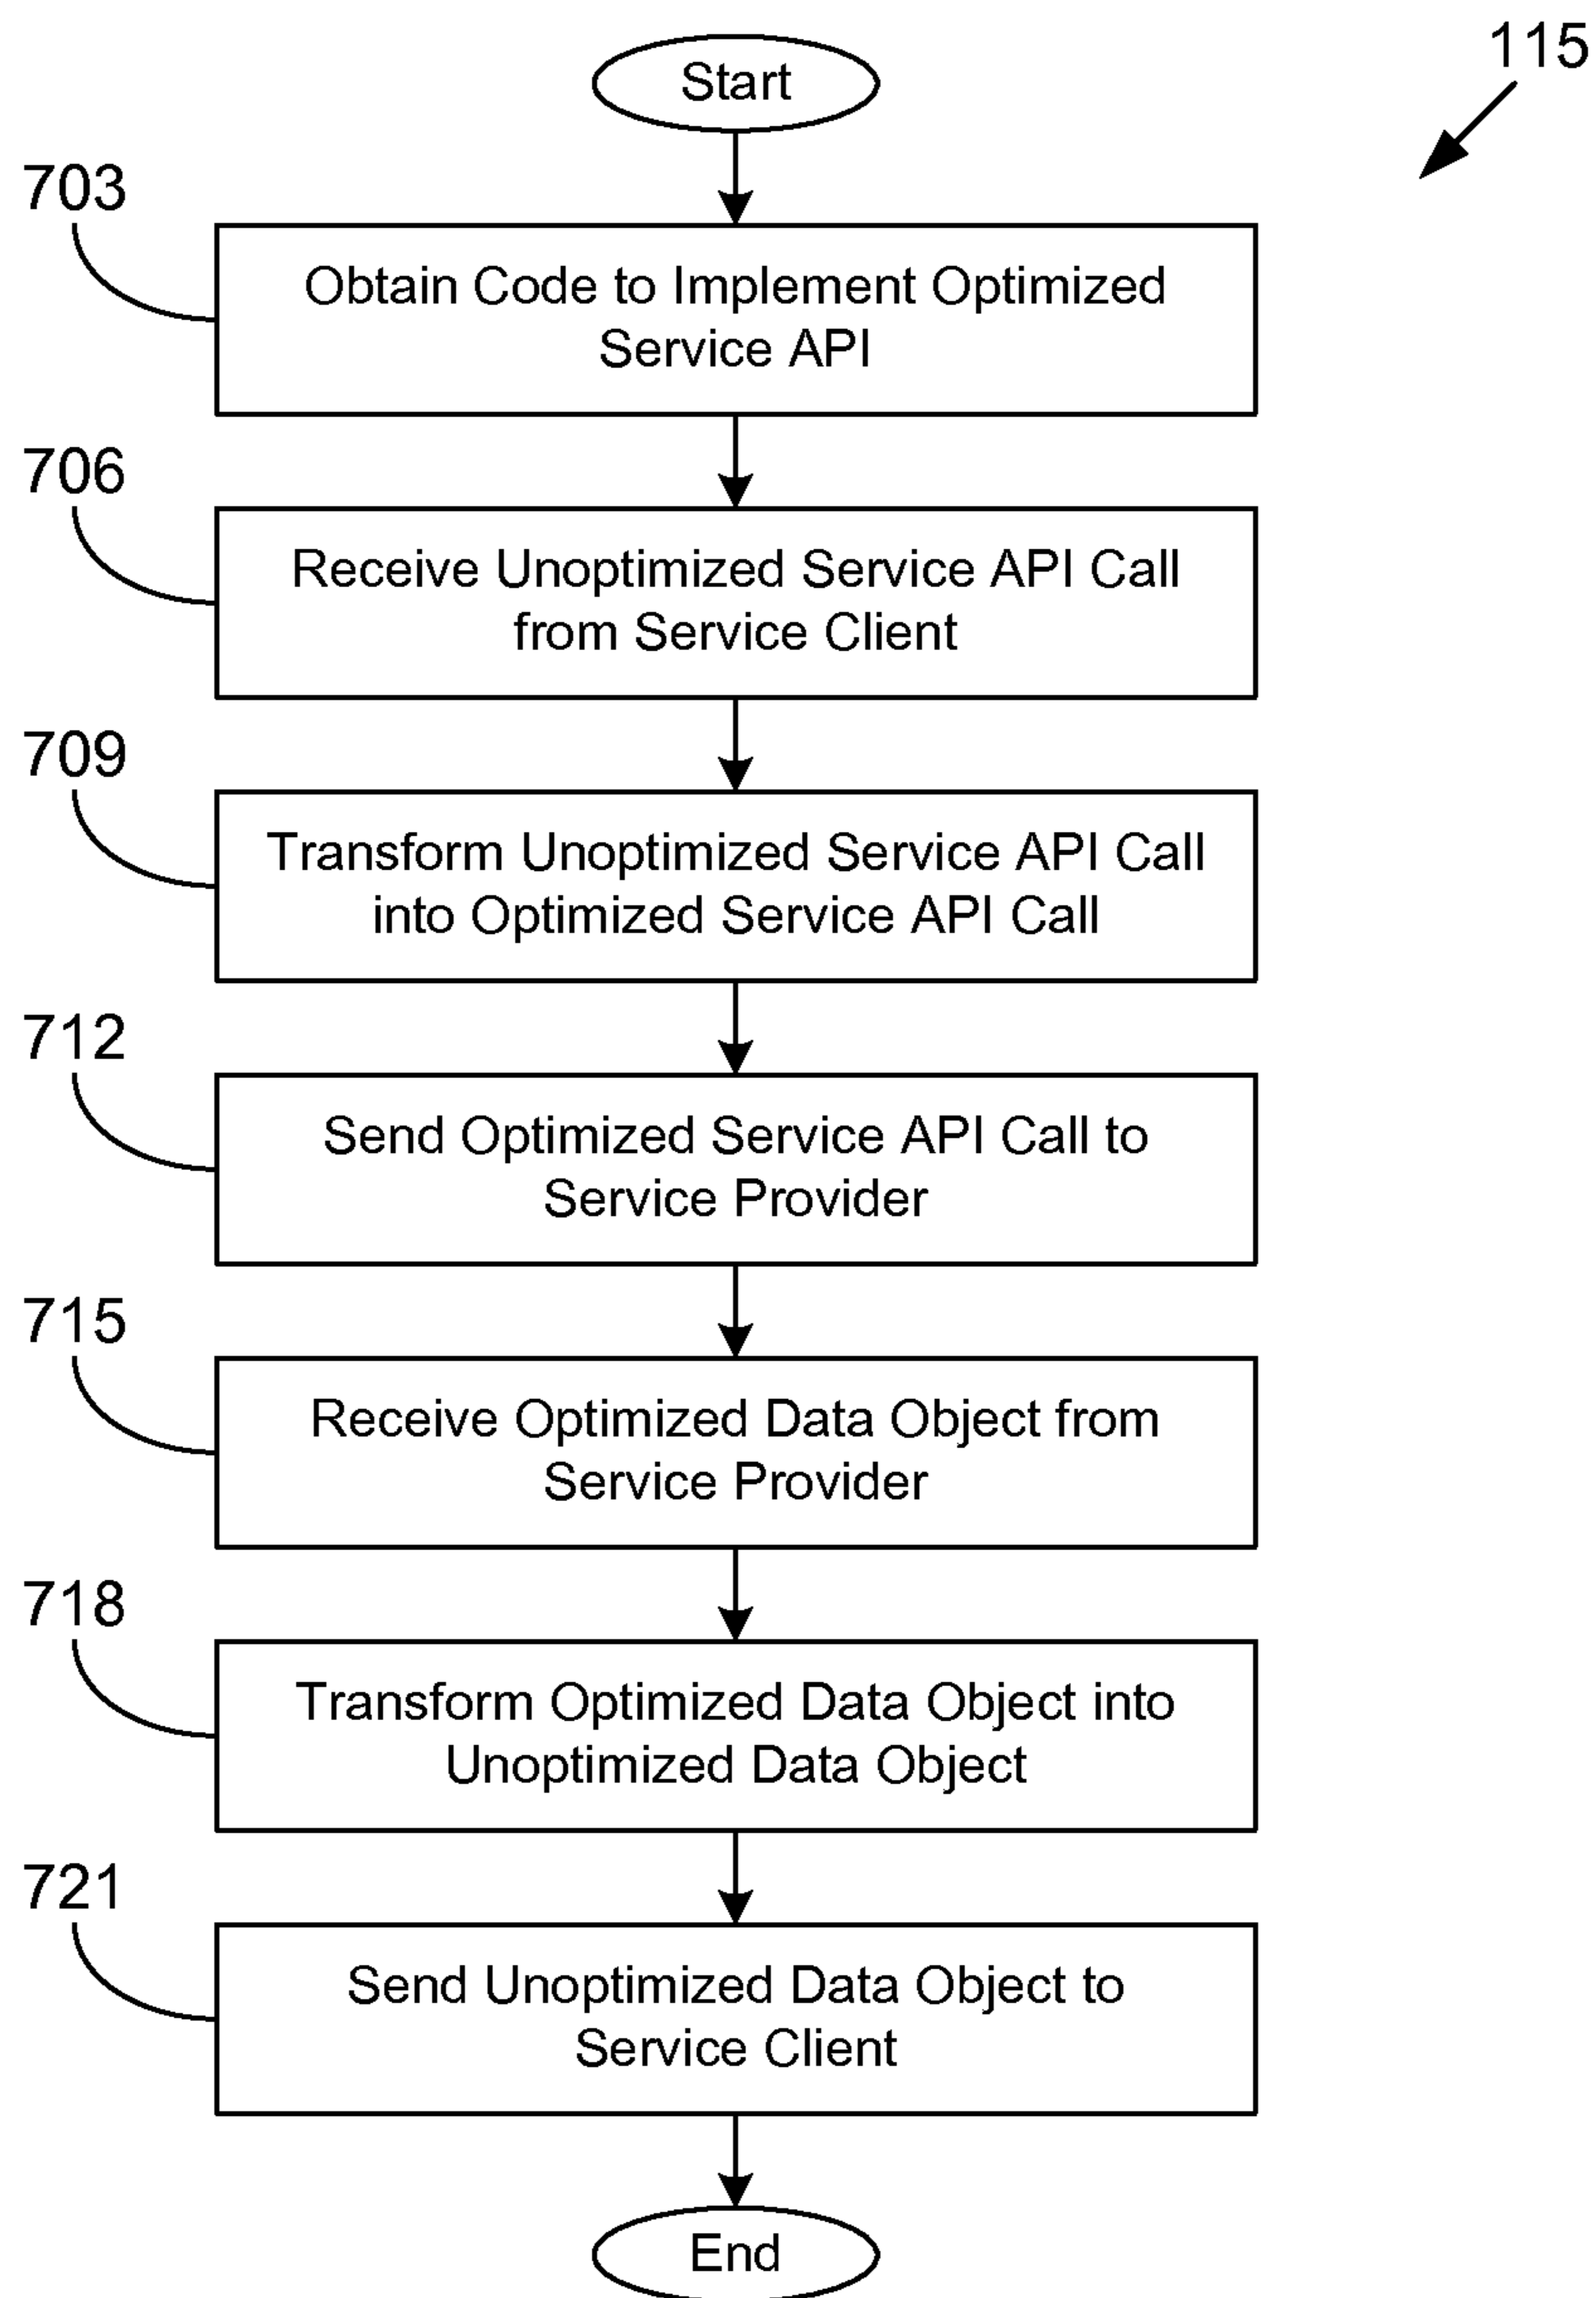 115
Start
703
Obtain Code to Implement Optimized
Service API
706
Receive Unoptimized Service API Call
from Service Client
709
Transform Unoptimized Service API Call
into Optimized Service API Call
712
Send Optimized Service API Call to
Service Provider
715
Receive Optimized Data Object from
Service Provider
718
Transform Optimized Data Object into
Unoptimized Data Object
721
Send Unoptimized Data Object to
Service Client
End